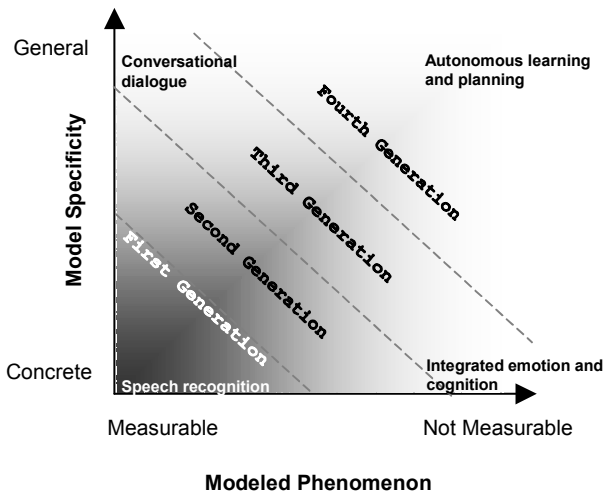 General
Conversational
dialogue
Autonomous learning
and planning
Fourth Generation
Third Generation
Second Generation
First Generation
Model Specificity
Concrete
Speech recognition
Integrated emotion and
cognition
Measurable
Not Measurable
Modeled Phenomenon